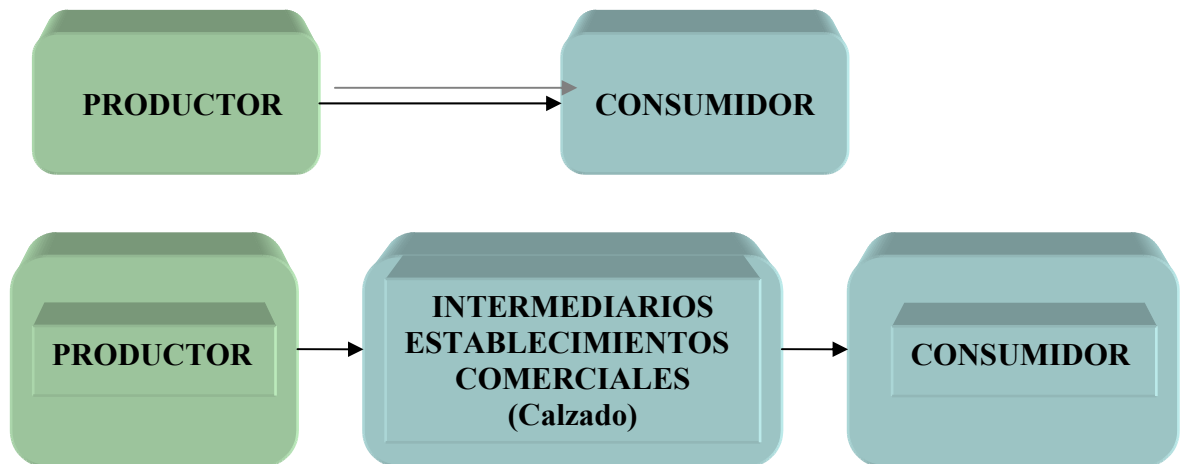 PRODUCTOR
CONSUMIDOR
PRODUCTOR
INTERMEDIARIOS
ESTABLECIMIENTOS
COMERCIALES
(Calzado)
CONSUMIDOR